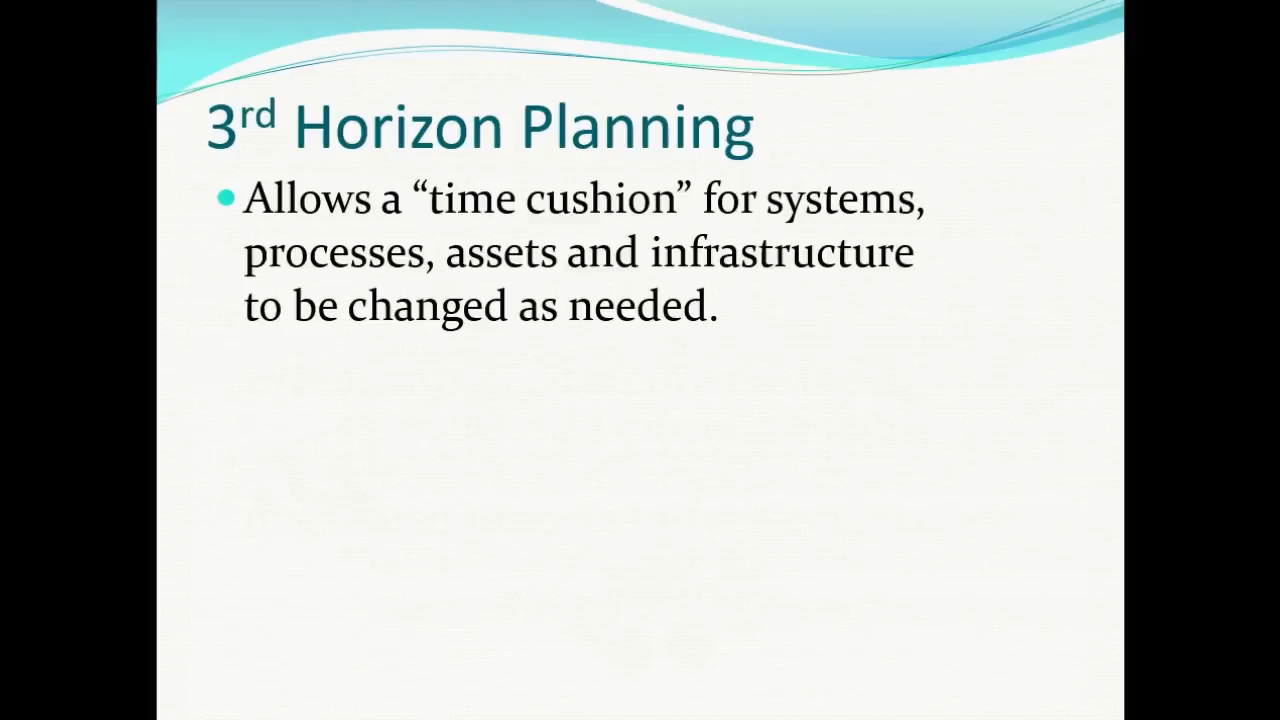 3rd Horizon Planning
Allows a “time cushion” for systems,
processes, assets and infrastructure
to be changed as needed.